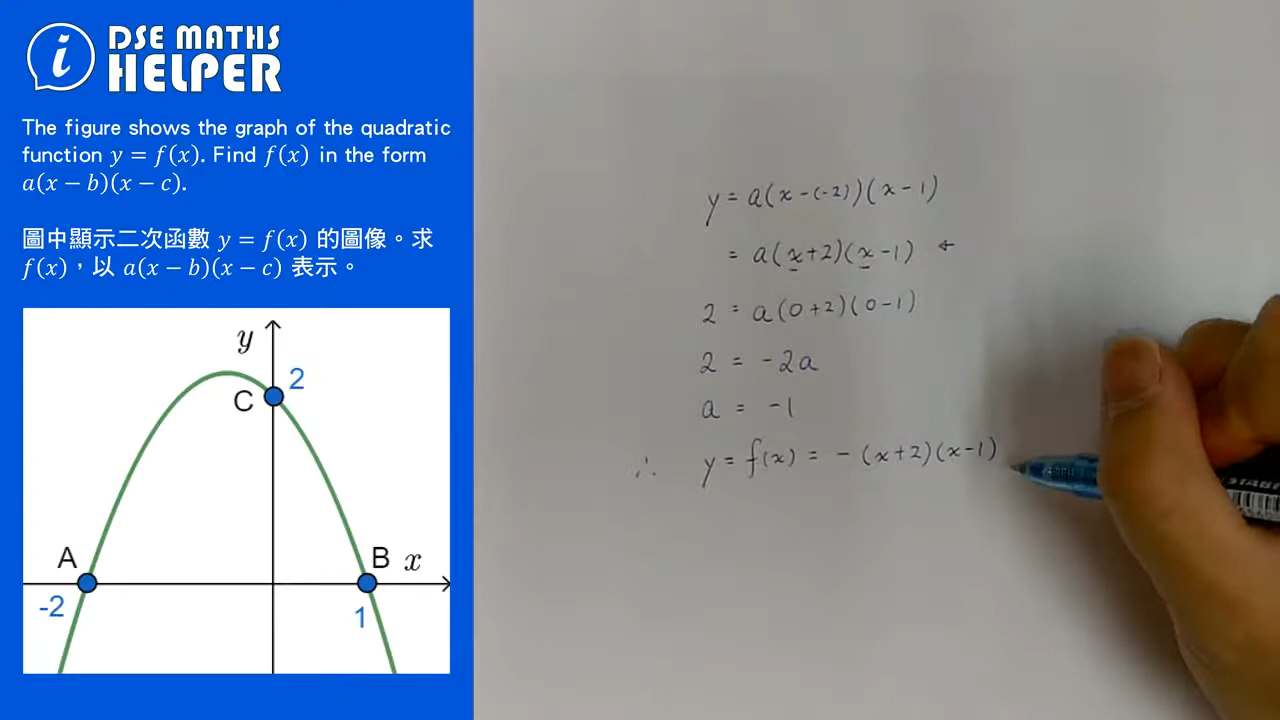 i DSE MATHS
HELPER
The figure shows the graph of the quadratic
function y = f(x). Find f(x) in the form
a(x − b)(x − c).
圖中顯示二次函數 y = f(x) 的圖像。求
f(x)，以 a(x − b)(x − c) 表示。
y
2
C
A
B
x
-2
1
y = a(x-(-2))(x-1)
= a(x+2)(x-1) ←
2 = a(0+2)(0-1)
2 = -2a
a = -1
∴ y = f(x) = -(x+2)(x-1)